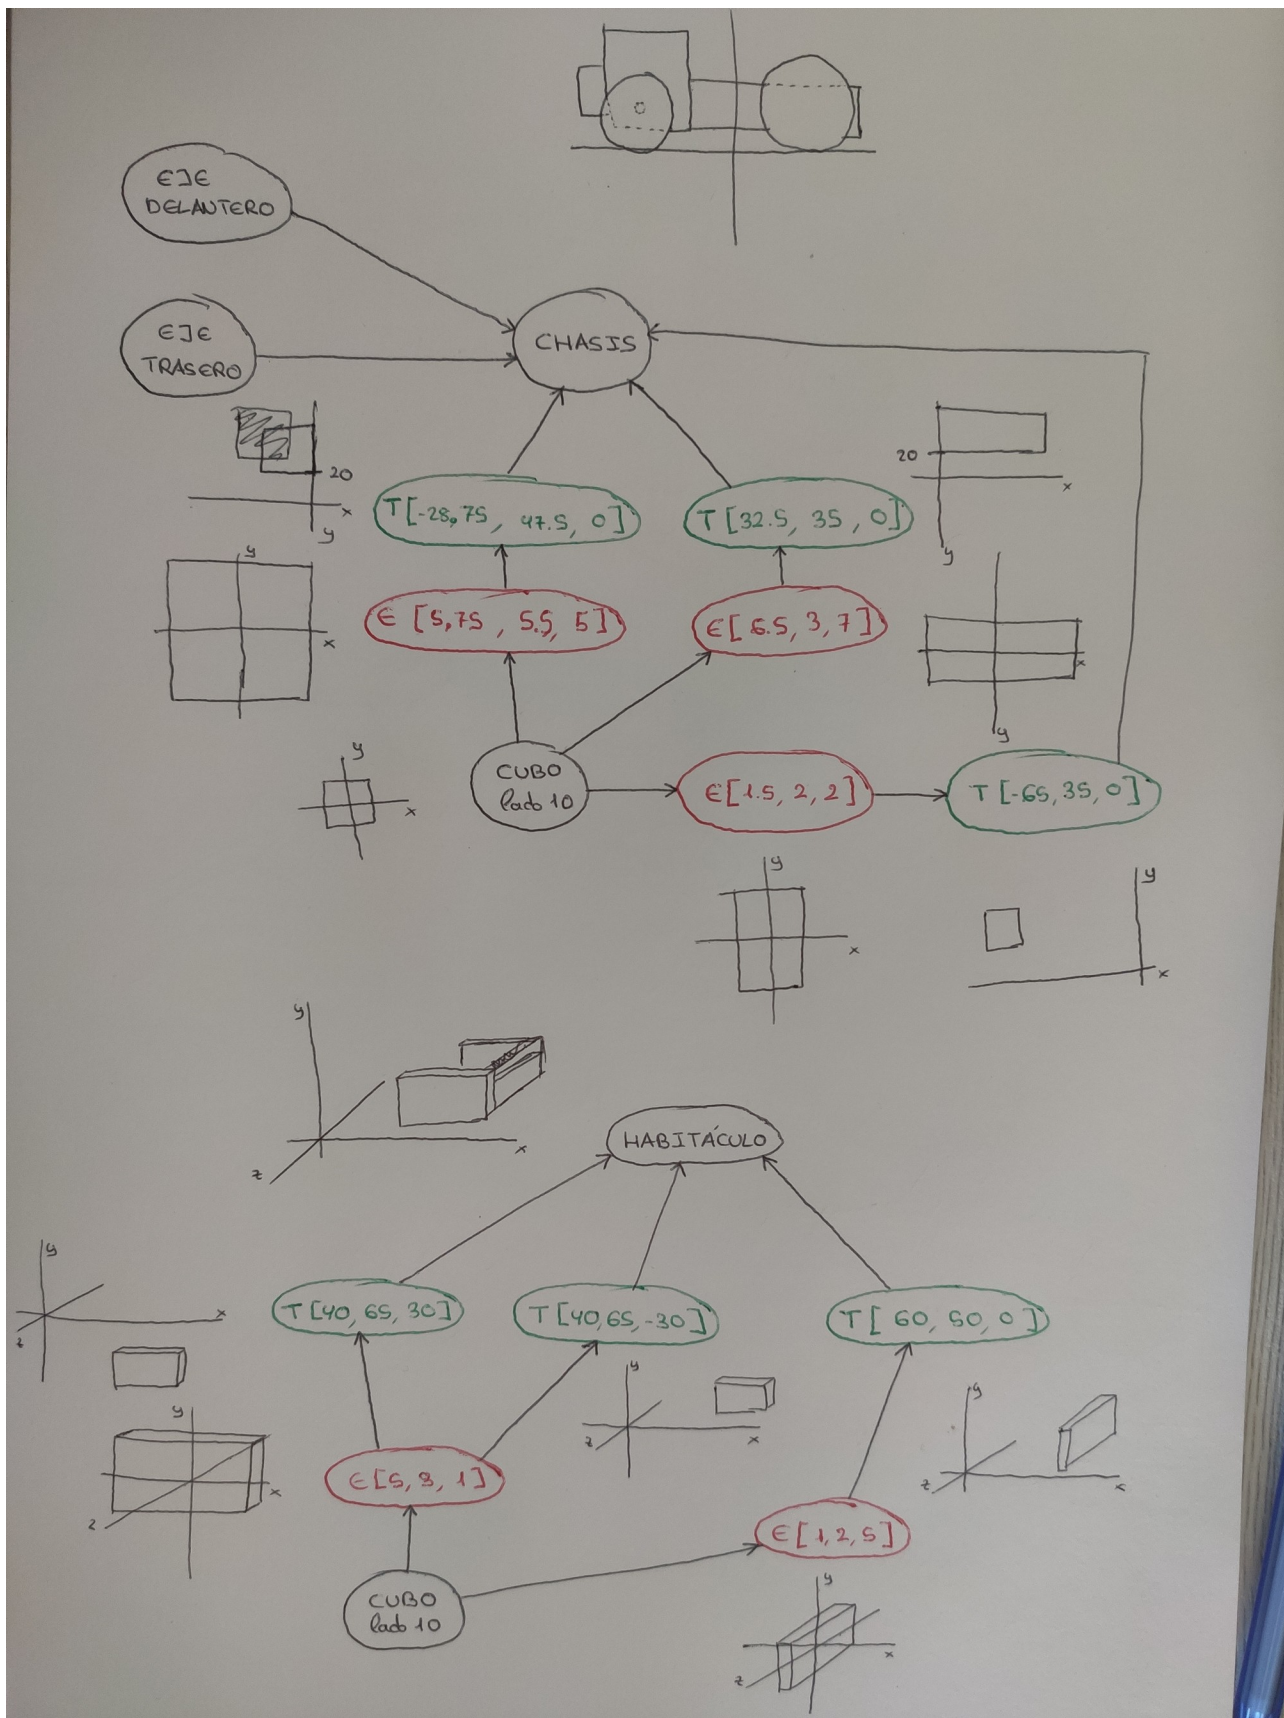 EJE
DELANTERO
EJE
TRASERO
CHASIS
20
x
y
T[-28,75, 47.5, 0]
T[32.5, 35, 0]
20
x
y
y
x
E [5,75, 5.5, 5]
E[6.5, 3, 7]
x
y
y
x
CUBO
lado 10
E[1.5, 2, 2]
T[-65, 35, 0]
y
x
y
x
y
x
z
HABITÁCULO
y
x
z
T[40, 65, 30]
T[40, 65, -30]
T[60, 50, 0]
y
x
z
y
x
z
y
x
z
E[5, 3, 1]
E[1, 2, 5]
CUBO
lado 10
y
x
z